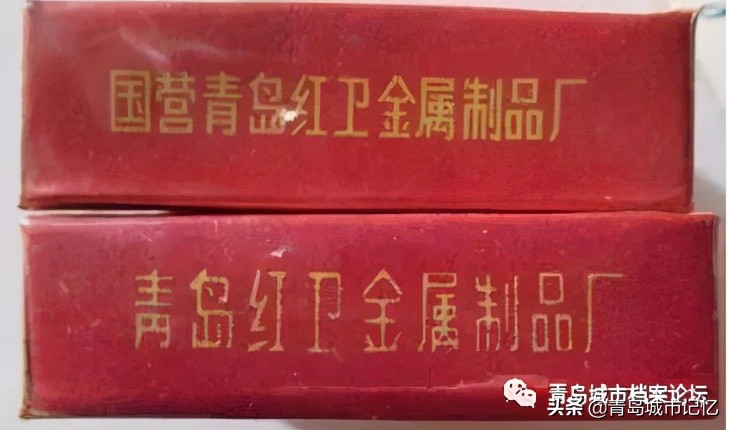 国营青岛红卫金属制品厂
青岛红卫金属制品厂
青岛城市档案论坛
头条 @青岛城市记忆